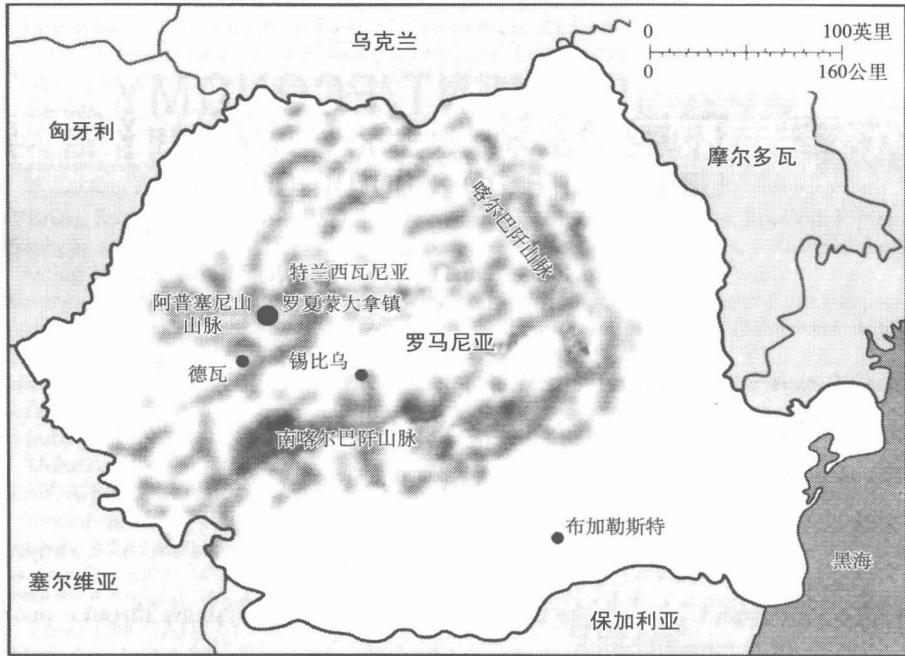 乌克兰
0 100英里
0 160公里
匈牙利
摩尔多瓦
喀尔巴阡山脉
特兰西瓦尼亚
阿普塞尼山
山脉
罗夏蒙大拿镇
罗马尼亚
德瓦
锡比乌
南喀尔巴阡山脉
布加勒斯特
黑海
塞尔维亚
保加利亚